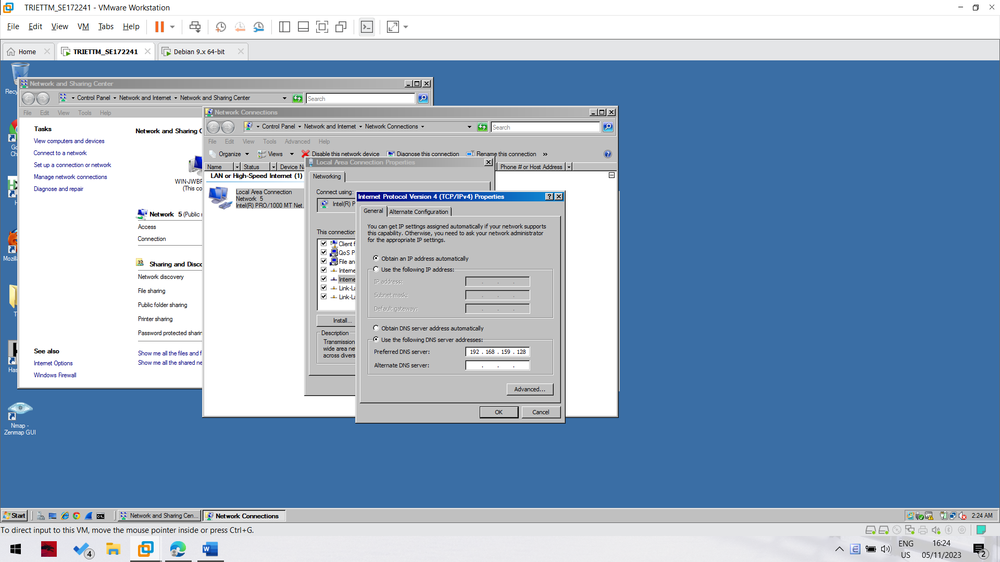 TRIETTM_SE172241 - VMware Workstation
File Edit View VM Tabs Help
Home
TRIETTM_SE172241
Debian 9.x 64-bit
Recy
Network and Sharing Center
Control Panel Network and Internet Network and Sharing Center
Search
File Edit View Tools Help
Tasks
View computers and devices
Connect to a network
Set up a connection or network
Manage network connections
Diagnose and repair
See also
Internet Options
Windows Firewall
Network and Sharing C
WIN-JWBF
(This co
Network 5 (Public
Access
Connection
Sharing and Disc
Network discovery
File sharing
Public folder sharing
Printer sharing
Password protected sharin
Show me all the files and f
Show me all the shared ne
Network Connections
Control Panel Network and Internet Network Connections
Search
File Edit View Tools Advanced Help
Organize Views Disable this network device Diagnose this connection Rename this connection »
Name Status Device Na Phone # or Host Address
LAN or High-Speed Internet (1)
Local Area Connection
Network 5
Intel(R) PRO/1000 MT Net...
Local Area Connection Properties
Networking
Connect using:
Intel(R) P
This connection
Client f
QoS P
File an
Interne
Interne
Link-La
Link-La
Install...
Description
Transmission
wide area ne
across divers
Internet Protocol Version 4 (TCP/IPv4) Properties
General Alternate Configuration
You can get IP settings assigned automatically if your network supports
this capability. Otherwise, you need to ask your network administrator
for the appropriate IP settings.
Obtain an IP address automatically
Use the following IP address:
IP address:
Subnet mask:
Default gateway:
Obtain DNS server address automatically
Use the following DNS server addresses:
Preferred DNS server: 192 . 168 . 159 . 128
Alternate DNS server: . . .
Advanced...
OK Cancel
Go
Ch
H
Mozill
T
Has
Nmap -
Zenmap GUI
Start
Network and Sharing Cen...
Network Connections
2:24 AM
To direct input to this VM, move the mouse pointer inside or press Ctrl+G.
4
ENG
US
16:24
05/11/2023
2